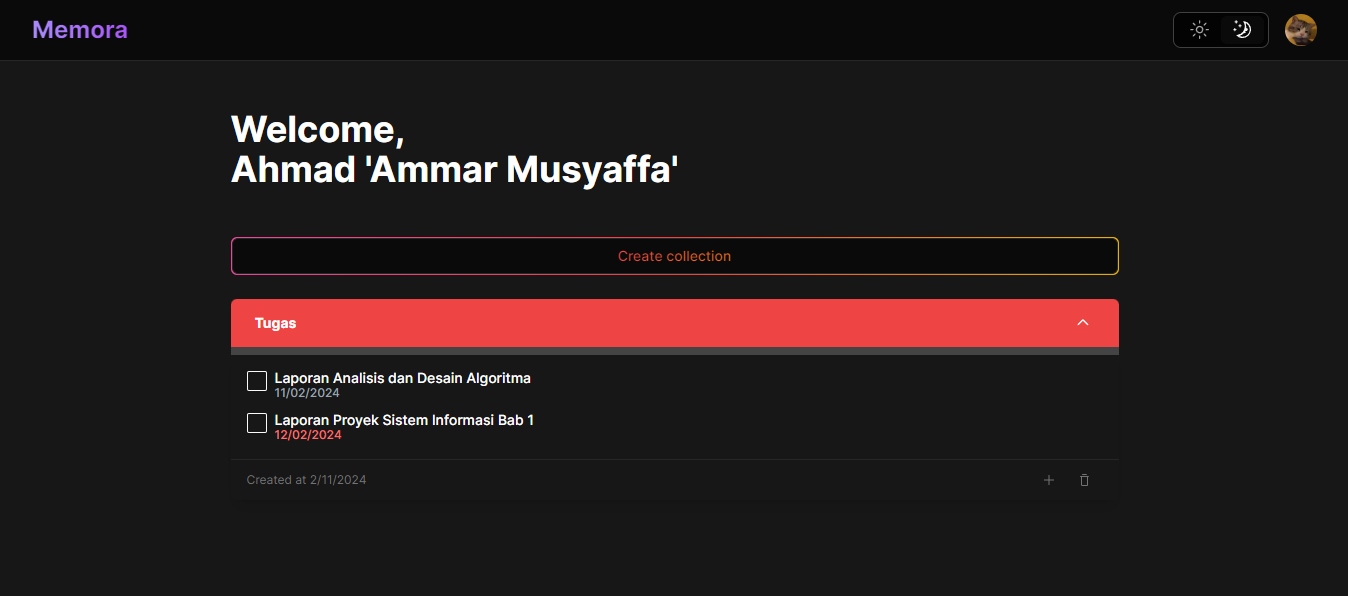 Memora
Welcome,
Ahmad 'Ammar Musyaffa'
Create collection
Tugas
Laporan Analisis dan Desain Algoritma
11/02/2024
Laporan Proyek Sistem Informasi Bab 1
12/02/2024
Created at 2/11/2024